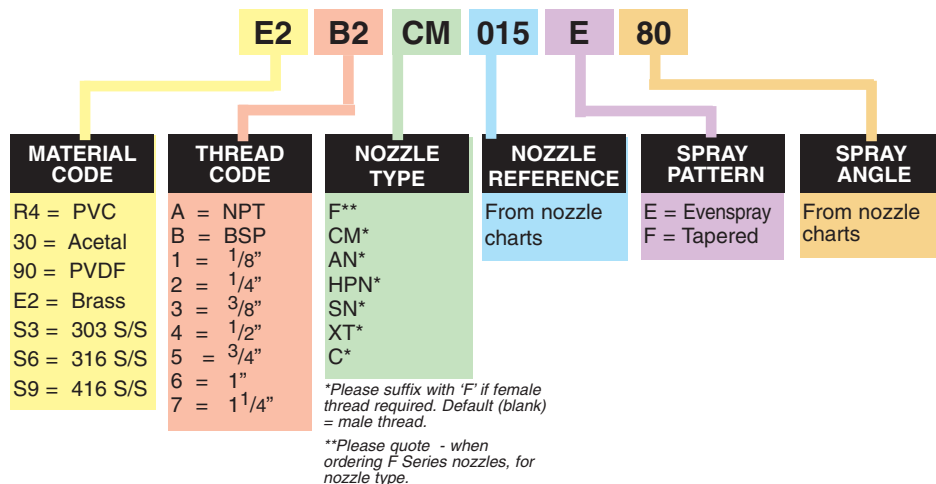 E2 B2 CM 015 E 80
MATERIAL
CODE
R4 = PVC
30 = Acetal
90 = PVDF
E2 = Brass
S3 = 303 S/S
S6 = 316 S/S
S9 = 416 S/S
THREAD
CODE
A = NPT
B = BSP
1 = 1/8”
2 = 1/4”
3 = 3/8”
4 = 1/2”
5 = 3/4”
6 = 1”
7 = 1 1/4”
NOZZLE
TYPE
F**
CM*
AN*
HPN*
SN*
XT*
C*
*Please suffix with ‘F’ if female
thread required. Default (blank)
= male thread.
**Please quote - when
ordering F Series nozzles, for
nozzle type.
NOZZLE
REFERENCE
From nozzle
charts
SPRAY
PATTERN
E = Evenspray
F = Tapered
SPRAY
ANGLE
From nozzle
charts